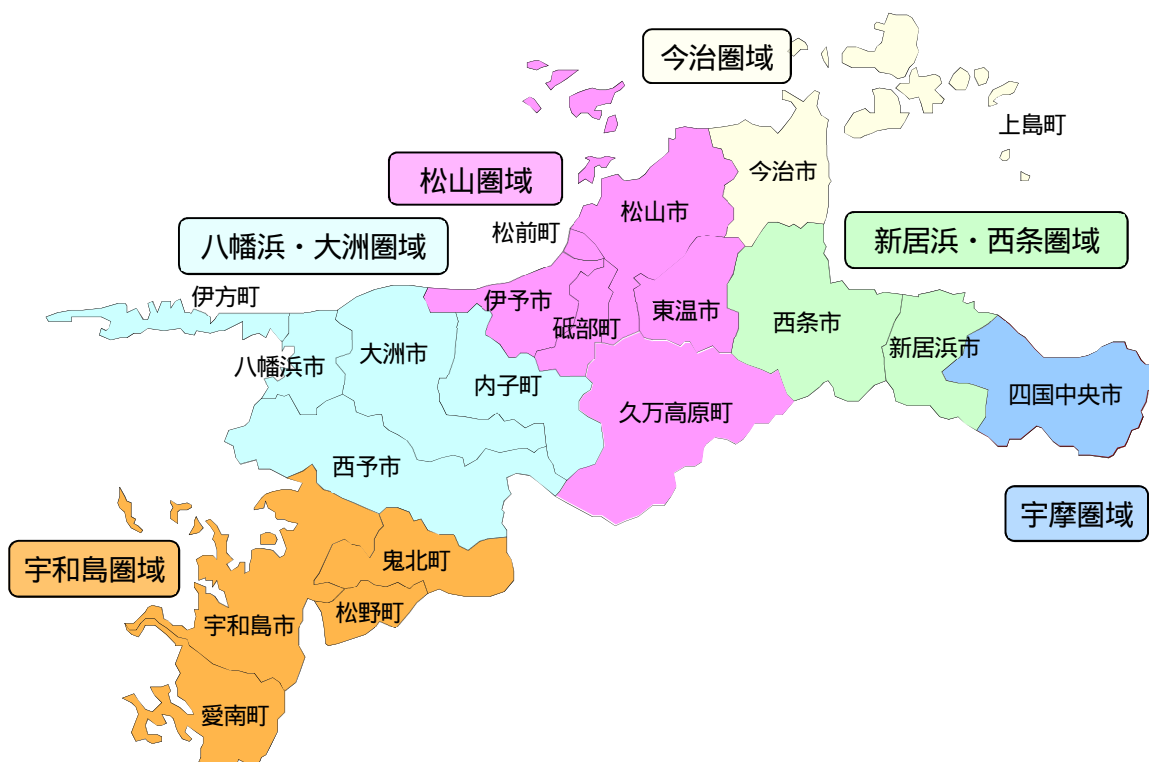 今治圏域
上島町
今治市
松山圏域
松山市
松前町
八幡浜・大洲圏域
新居浜・西条圏域
伊方町
伊予市
東温市
砥部町
西条市
新居浜市
大洲市
八幡浜市
内子町
四国中央市
久万高原町
西予市
宇摩圏域
宇和島圏域
鬼北町
松野町
宇和島市
愛南町